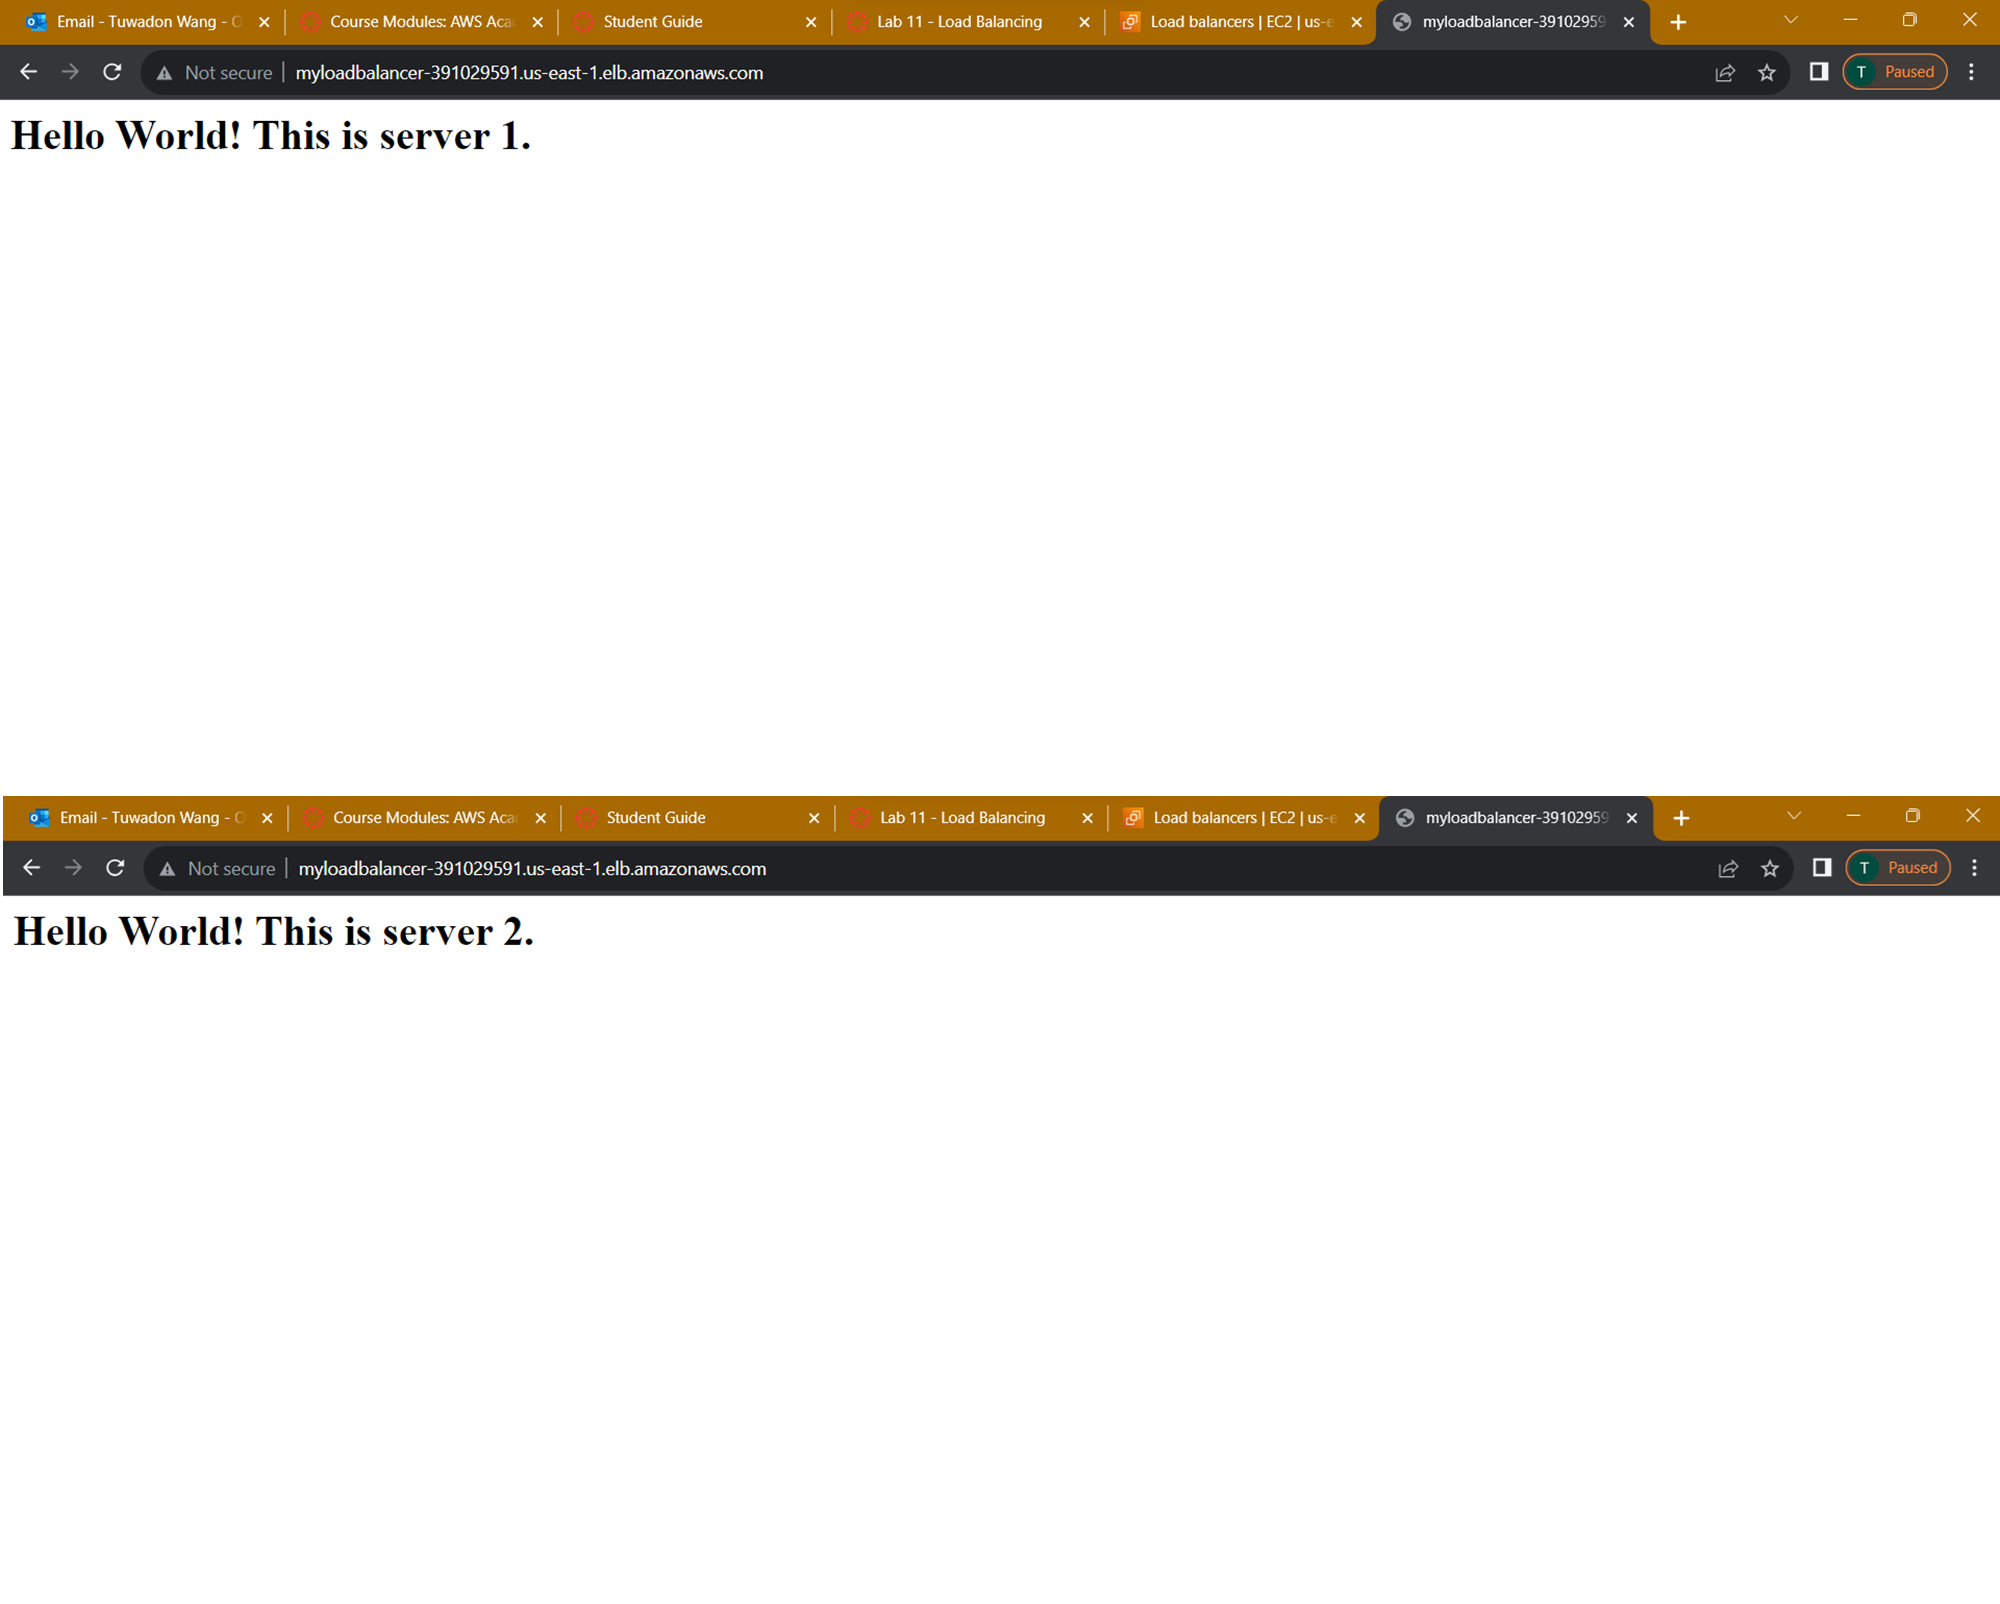 Email - Tuwadon Wang - O
Course Modules: AWS Aca
Student Guide
Lab 11 - Load Balancing
Load balancers | EC2 | us-e
myloadbalancer-39102959
Not secure
myloadbalancer-391029591.us-east-1.elb.amazonaws.com
T
Paused
Hello World! This is server 1.
Email - Tuwadon Wang - O
Course Modules: AWS Aca
Student Guide
Lab 11 - Load Balancing
Load balancers | EC2 | us-e
myloadbalancer-39102959
Not secure
myloadbalancer-391029591.us-east-1.elb.amazonaws.com
T
Paused
Hello World! This is server 2.